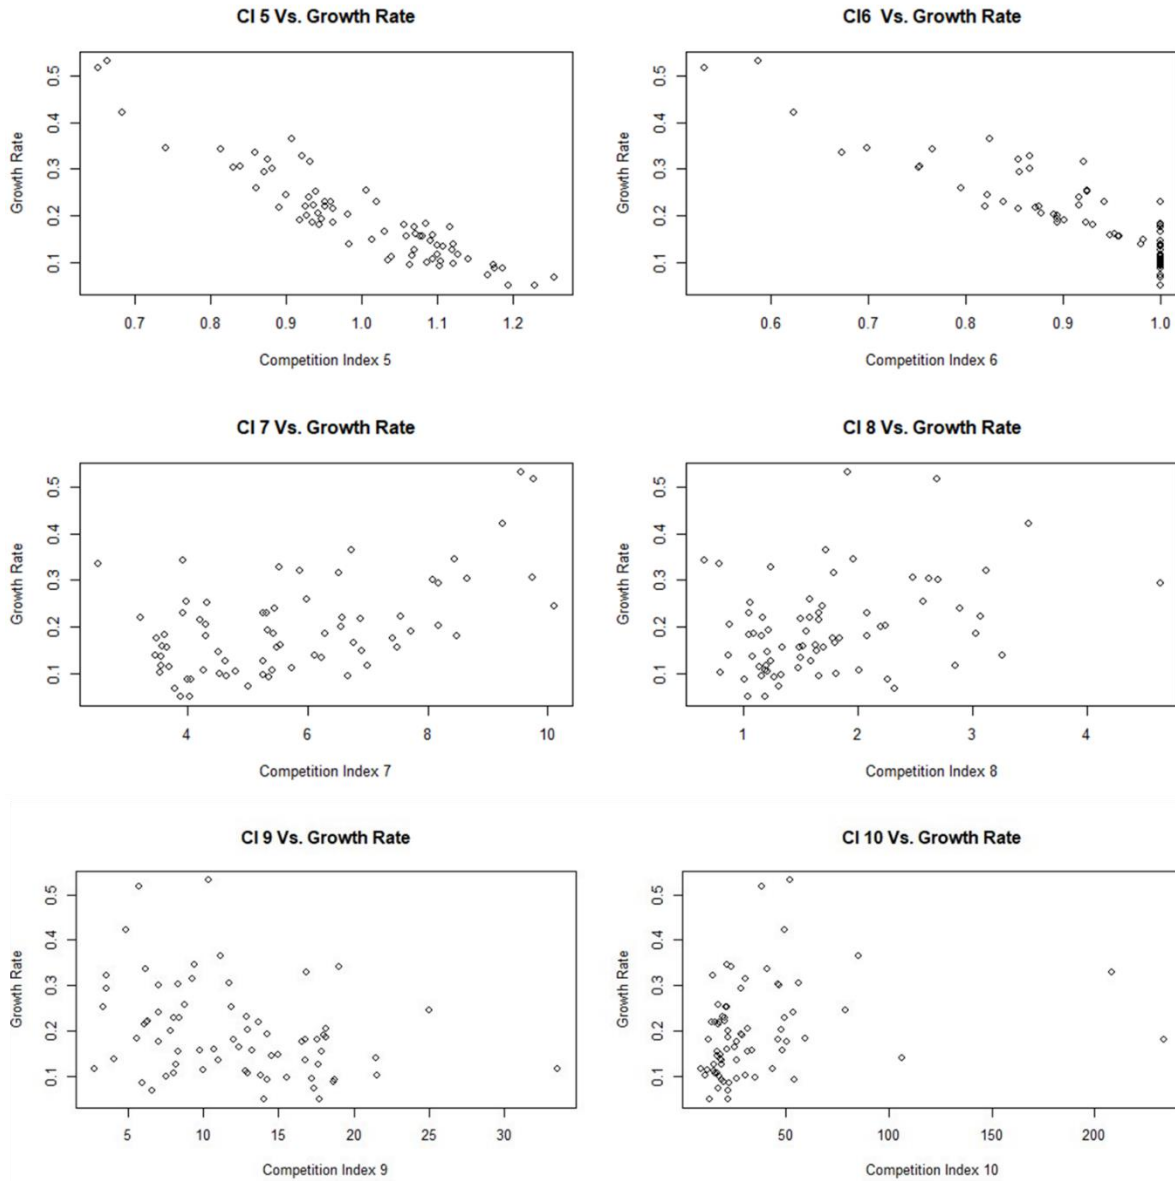 CI 5 Vs. Growth Rate
Growth Rate
0.5
0.4
0.3
0.2
0.1
0.7 0.8 0.9 1.0 1.1 1.2
Competition Index 5
CI6 Vs. Growth Rate
Growth Rate
0.5
0.4
0.3
0.2
0.1
0.6 0.7 0.8 0.9 1.0
Competition Index 6
CI 7 Vs. Growth Rate
Growth Rate
0.5
0.4
0.3
0.2
0.1
4 6 8 10
Competition Index 7
CI 8 Vs. Growth Rate
Growth Rate
0.5
0.4
0.3
0.2
0.1
1 2 3 4
Competition Index 8
CI 9 Vs. Growth Rate
Growth Rate
0.5
0.4
0.3
0.2
0.1
5 10 15 20 25 30
Competition Index 9
CI 10 Vs. Growth Rate
Growth Rate
0.5
0.4
0.3
0.2
0.1
50 100 150 200
Competition Index 10